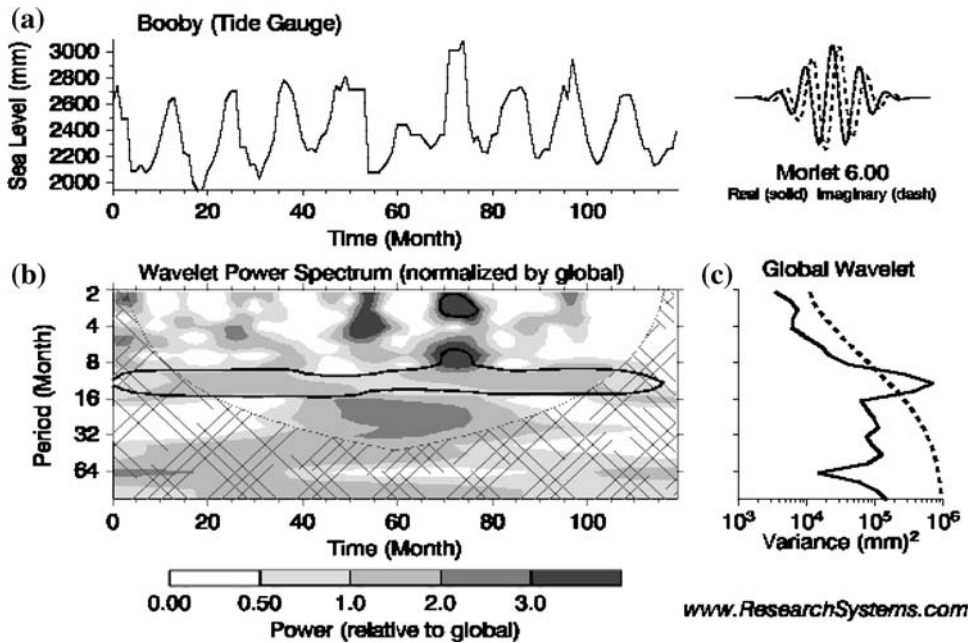 (a)
Booby (Tide Gauge)
Sea Level (mm)
3000
2800
2600
2400
2200
2000
0 20 40 60 80 100
Time (Month)
Morlet 6.00
Real (solid) Imaginary (dash)
(b)
Wavelet Power Spectrum (normalized by global)
Period (Month)
2
4
8
16
32
64
0 20 40 60 80 100
Time (Month)
0.00 0.50 1.0 2.0 3.0
Power (relative to global)
(c)
Global Wavelet
10³ 10⁴ 10⁵ 10⁶
Variance (mm)²
www.ResearchSystems.com